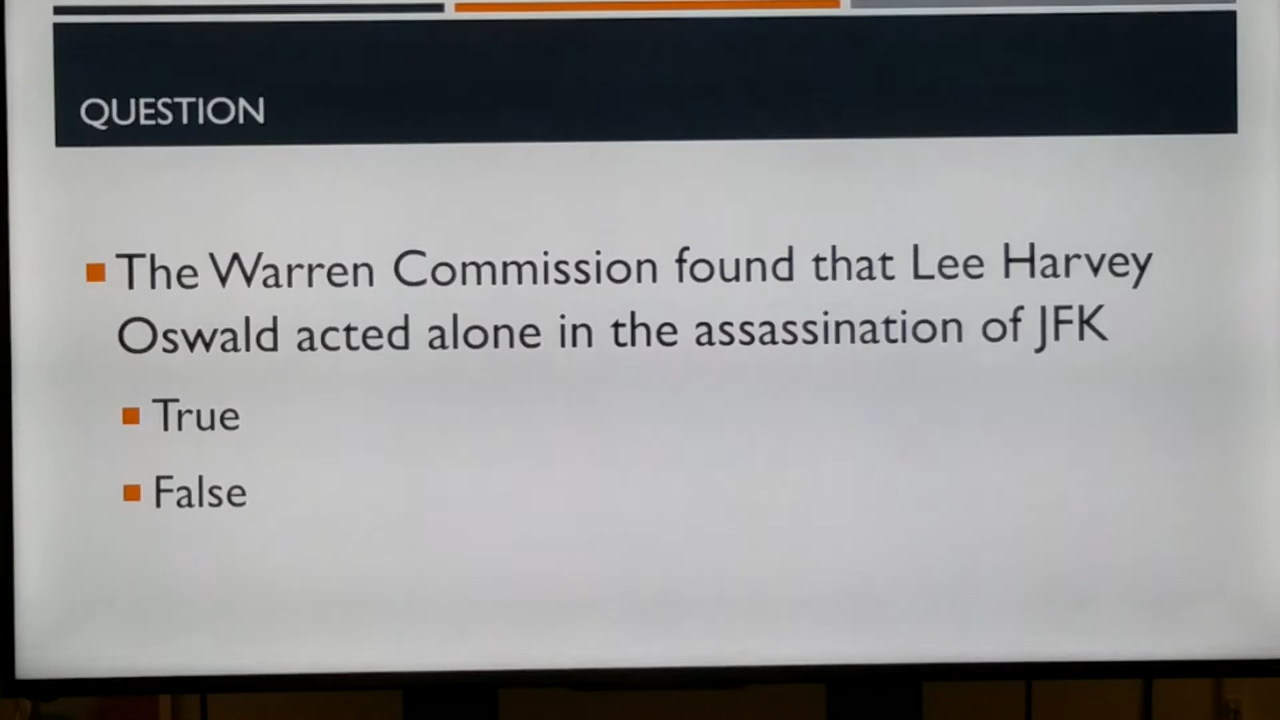 QUESTION
The Warren Commission found that Lee Harvey
Oswald acted alone in the assassination of JFK
True
False